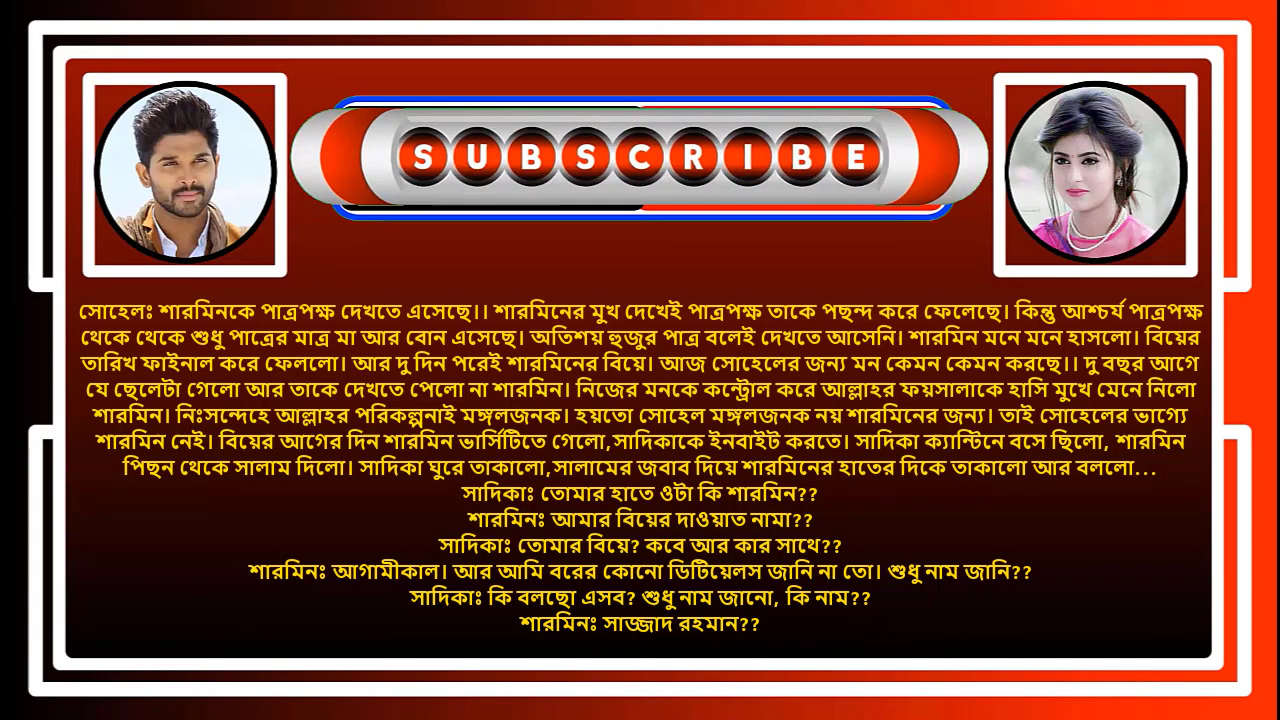 SUBSCRIBE
সোহেলঃ শারমিনকে পাত্রপক্ষ দেখতে এসেছে।। শারমিনের মুখ দেখেই পাত্রপক্ষ তাকে পছন্দ করে ফেলেছে। কিন্তু আশ্চর্য পাত্রপক্ষ
থেকে থেকে শুধু পাত্রের মাত্র মা আর বোন এসেছে। অতিশয় হুজুর পাত্র বলেই দেখতে আসেনি। শারমিন মনে মনে হাসলো। বিয়ের
তারিখ ফাইনাল করে ফেললো। আর দু দিন পরেই শারমিনের বিয়ে। আজ সোহেলের জন্য মন কেমন কেমন করছে।। দু বছর আগে
যে ছেলেটা গেলো আর তাকে দেখতে পেলো না শারমিন। নিজের মনকে কন্ট্রোল করে আল্লাহর ফয়সালাকে হাসি মুখে মেনে নিলো
শারমিন। নিঃসন্দেহে আল্লাহর পরিকল্পনাই মঙ্গলজনক। হয়তো সোহেল মঙ্গলজনক নয় শারমিনের জন্য। তাই সোহেলের ভাগ্যে
শারমিন নেই। বিয়ের আগের দিন শারমিন ভার্সিটিতে গেলো,সাদিকাকে ইনবাইট করতে। সাদিকা ক্যান্টিনে বসে ছিলো, শারমিন
পিছন থেকে সালাম দিলো। সাদিকা ঘুরে তাকালো,সালামের জবাব দিয়ে শারমিনের হাতের দিকে তাকালো আর বললো...
সাদিকাঃ তোমার হাতে ওটা কি শারমিন??
শারমিনঃ আমার বিয়ের দাওয়াত নামা??
সাদিকাঃ তোমার বিয়ে? কবে আর কার সাথে??
শারমিনঃ আগামীকাল। আর আমি বরের কোনো ডিটিয়েলস জানি না তো। শুধু নাম জানি??
সাদিকাঃ কি বলছো এসব? শুধু নাম জানো, কি নাম??
শারমিনঃ সাজ্জাদ রহমান??